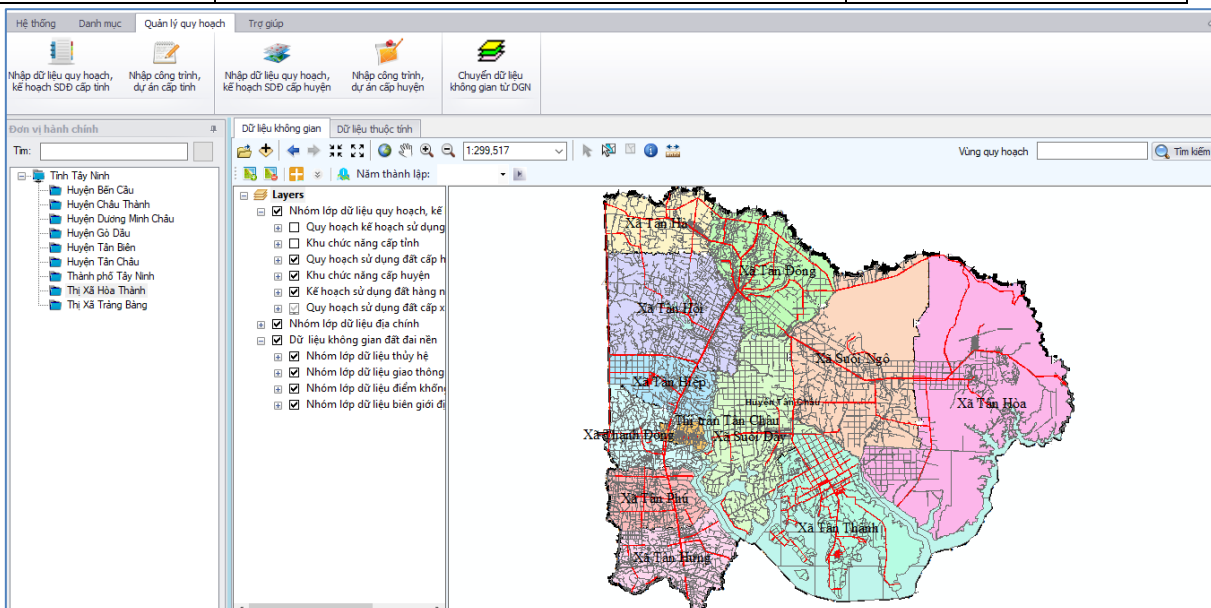 Hệ thống Danh mục Quản lý quy hoạch Trợ giúp
Nhập dữ liệu quy hoạch, Nhập công trình, Nhập dữ liệu quy hoạch, Nhập công trình, Chuyển dữ liệu
kế hoạch SDĐ cấp tỉnh dự án cấp tỉnh kế hoạch SDĐ cấp huyện dự án cấp huyện không gian từ DGN
Đơn vị hành chính
Dữ liệu không gian Dữ liệu thuộc tính
Tìm:
1:299,517
Vùng quy hoạch
Tìm kiếm
Năm thành lập:
Tỉnh Tây Ninh
Huyện Bến Cầu
Huyện Châu Thành
Huyện Dương Minh Châu
Huyện Gò Dầu
Huyện Tân Biên
Huyện Tân Châu
Thành phố Tây Ninh
Thị Xã Hòa Thành
Thị Xã Trảng Bàng
Layers
Nhóm lớp dữ liệu quy hoạch, kế
Quy hoạch kế hoạch sử dụng
Khu chức năng cấp tỉnh
Quy hoạch sử dụng đất cấp h
Khu chức năng cấp huyện
Kế hoạch sử dụng đất hàng n
Quy hoạch sử dụng đất cấp x
Nhóm lớp dữ liệu địa chính
Dữ liệu không gian đất đai nền
Nhóm lớp dữ liệu thủy hệ
Nhóm lớp dữ liệu giao thông
Nhóm lớp dữ liệu điểm khống
Nhóm lớp dữ liệu biên giới đị
Xã Tân Hà
Xã Tân Đông
Xã Tân Hội
Xã Suối Ngô
Xã Tân Hiệp
Huyện Tân Châu
Xã Tân Hòa
Thị trấn Tân Châu
Xã Thạnh Đông
Xã Suối Dây
Xã Tân Phú
Xã Tân Thành
Xã Tân Hưng